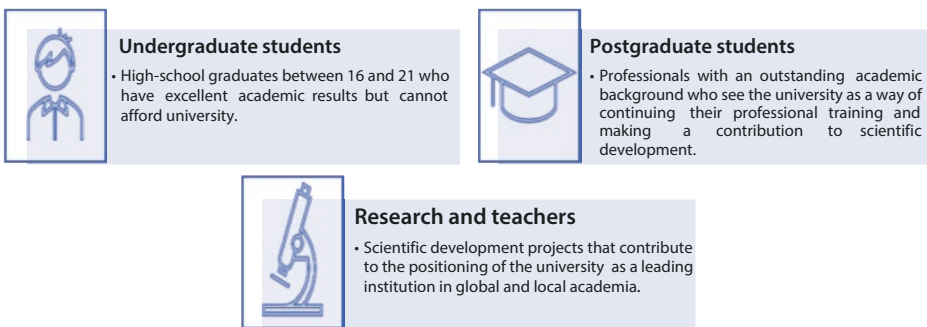 Undergraduate students
• High-school graduates between 16 and 21 who
have excellent academic results but cannot
afford university.
Postgraduate students
• Professionals with an outstanding academic
background who see the university as a way of
continuing their professional training and
making a contribution to scientific
development.
Research and teachers
• Scientific development projects that contribute
to the positioning of the university as a leading
institution in global and local academia.